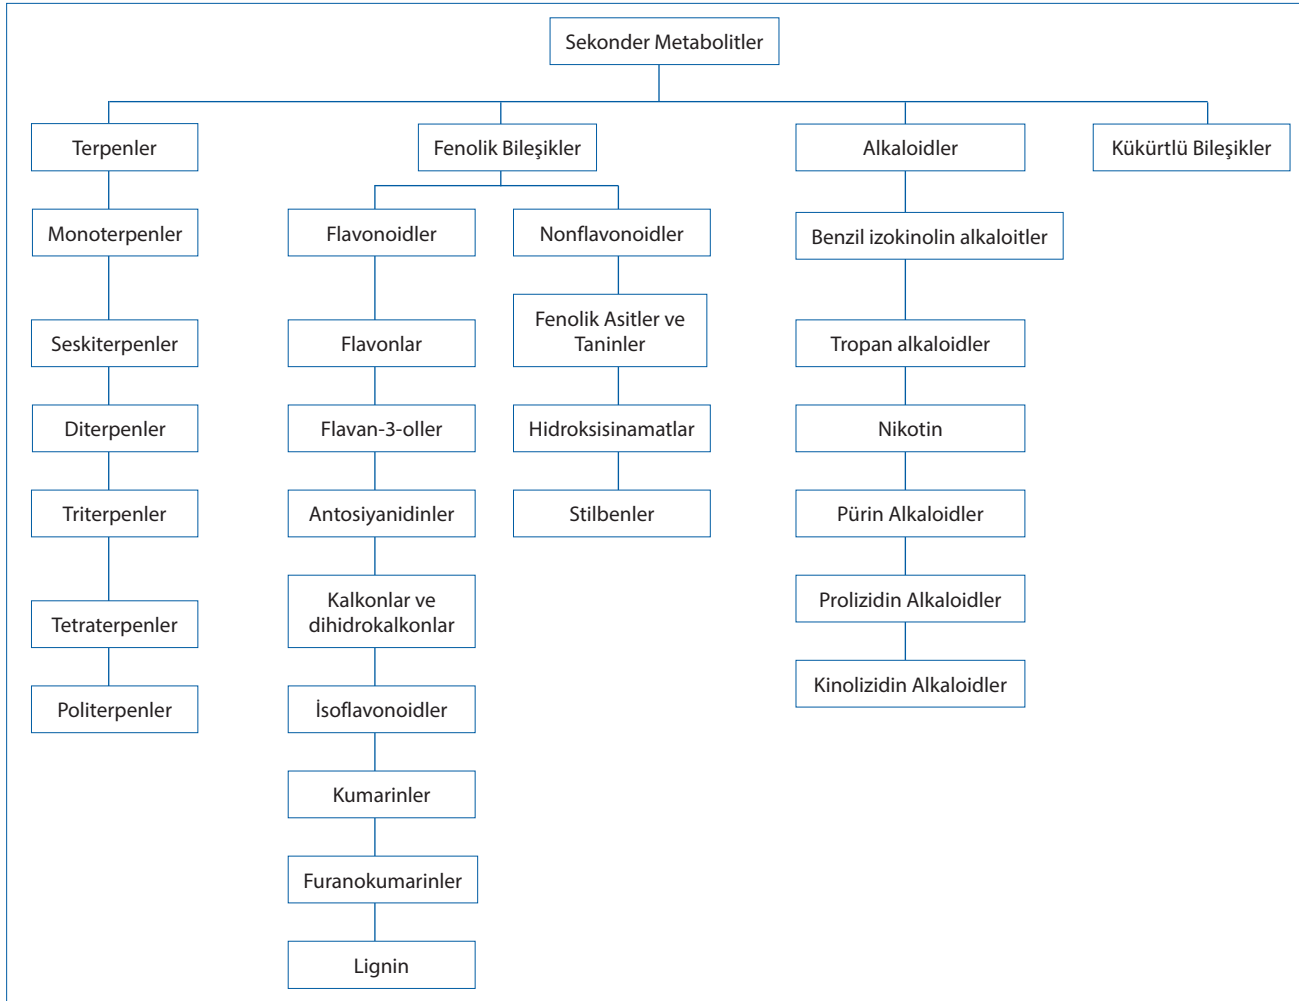 Sekonder Metabolitler
Terpenler
Fenolik Bileşikler
Alkaloidler
Kükürtlü Bileşikler
Monoterpenler
Flavonoidler
Nonflavonoidler
Benzil izokinolin alkaloitler
Seskiterpenler
Flavonlar
Fenolik Asitler ve
Taninler
Tropan alkaloidler
Diterpenler
Flavan-3-oller
Hidroksisinamatlar
Nikotin
Triterpenler
Antosiyanidinler
Stilbenler
Pürin Alkaloidler
Tetraterpenler
Kalkonlar ve
dihidrokalkonlar
Prolizidin Alkaloidler
Politerpenler
İsoflavonoidler
Kinolizidin Alkaloidler
Kumarinler
Furanokumarinler
Lignin